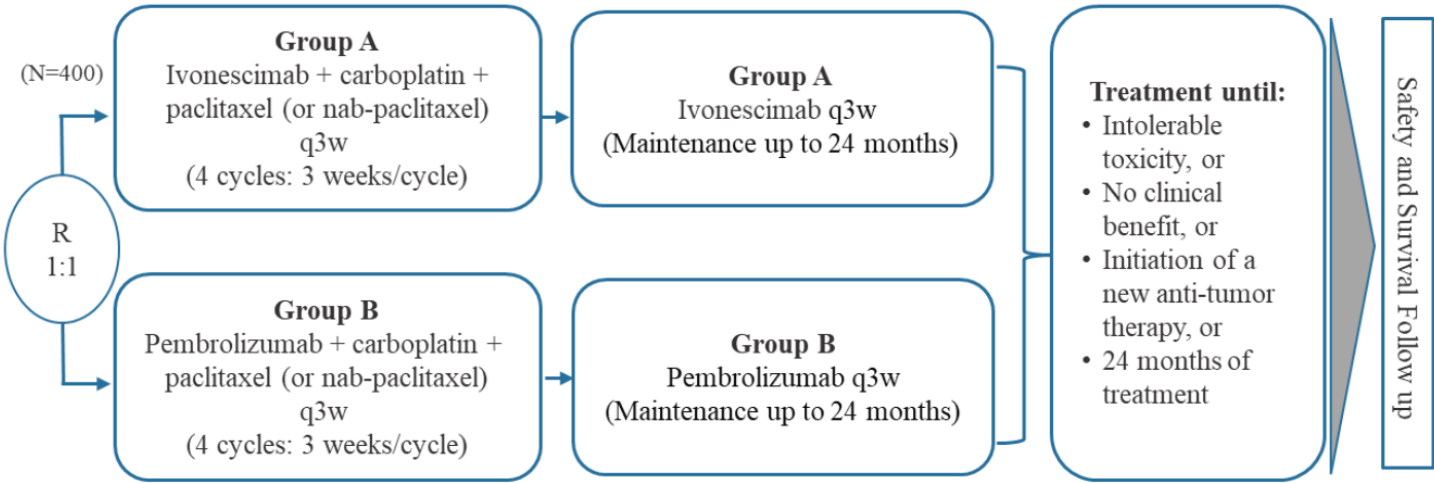 (N=400)
R
1:1
Group A
Ivonescimab + carboplatin +
paclitaxel (or nab-paclitaxel)
q3w
(4 cycles: 3 weeks/cycle)
Group A
Ivonescimab q3w
(Maintenance up to 24 months)
Group B
Pembrolizumab + carboplatin +
paclitaxel (or nab-paclitaxel)
q3w
(4 cycles: 3 weeks/cycle)
Group B
Pembrolizumab q3w
(Maintenance up to 24 months)
Treatment until:
• Intolerable
toxicity, or
• No clinical
benefit, or
• Initiation of a
new anti-tumor
therapy, or
• 24 months of
treatment
Safety and Survival Follow up